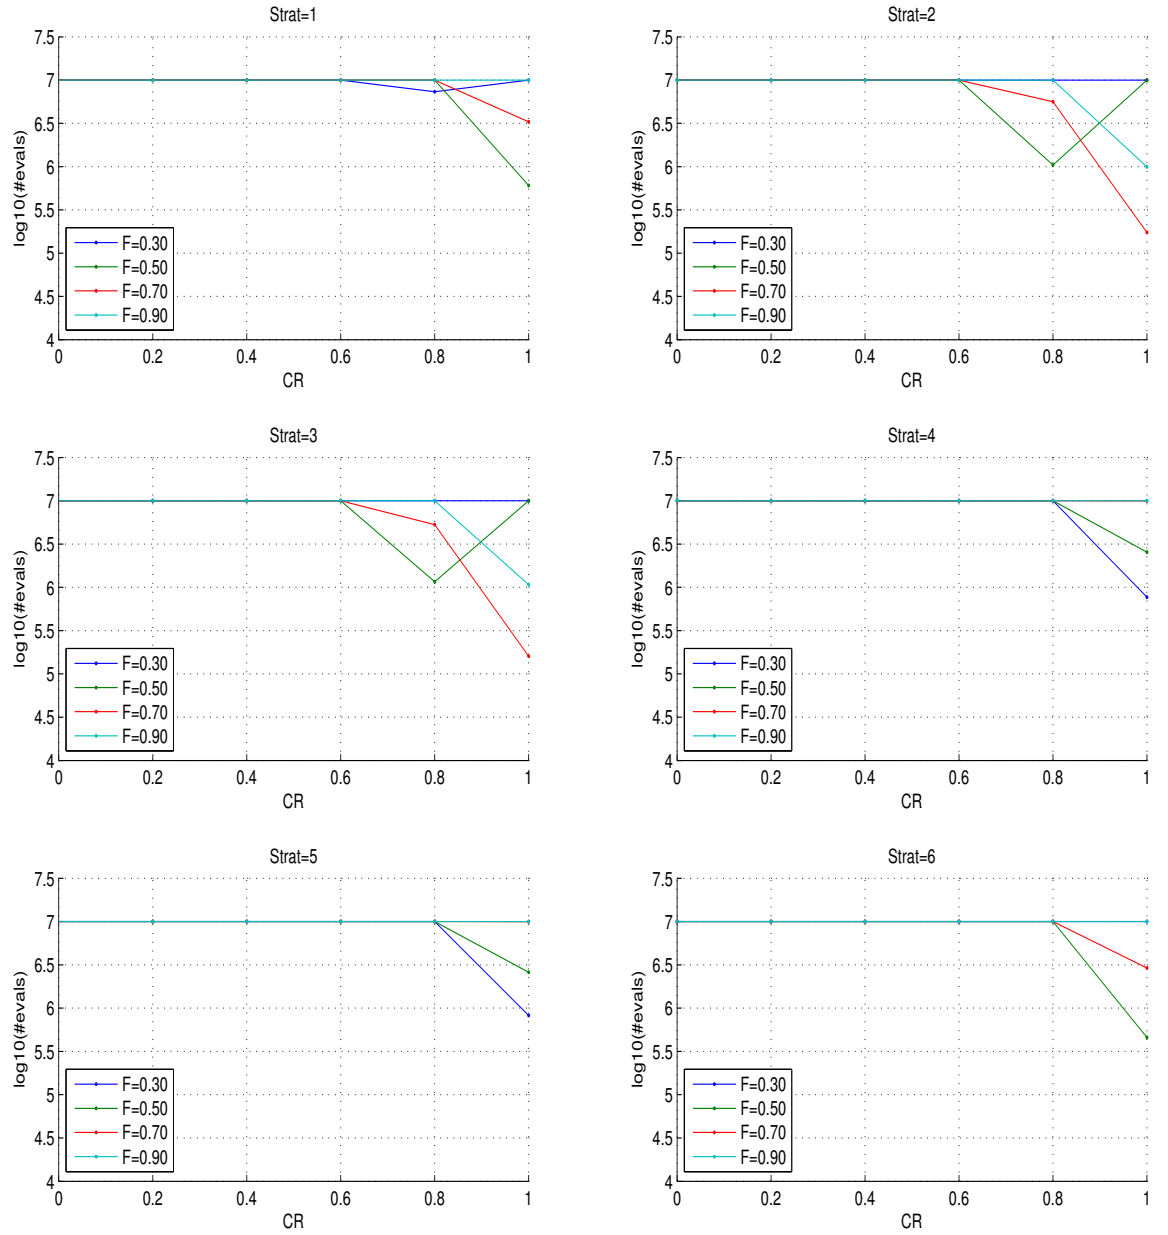 Strat=1
7.5
7
6.5
6
5.5
5
4.5
4
log10(#evals)
F=0.30
F=0.50
F=0.70
F=0.90
0 0.2 0.4 0.6 0.8 1
CR
Strat=2
7.5
7
6.5
6
5.5
5
4.5
4
log10(#evals)
F=0.30
F=0.50
F=0.70
F=0.90
0 0.2 0.4 0.6 0.8 1
CR
Strat=3
7.5
7
6.5
6
5.5
5
4.5
4
log10(#evals)
F=0.30
F=0.50
F=0.70
F=0.90
0 0.2 0.4 0.6 0.8 1
CR
Strat=4
7.5
7
6.5
6
5.5
5
4.5
4
log10(#evals)
F=0.30
F=0.50
F=0.70
F=0.90
0 0.2 0.4 0.6 0.8 1
CR
Strat=5
7.5
7
6.5
6
5.5
5
4.5
4
log10(#evals)
F=0.30
F=0.50
F=0.70
F=0.90
0 0.2 0.4 0.6 0.8 1
CR
Strat=6
7.5
7
6.5
6
5.5
5
4.5
4
log10(#evals)
F=0.30
F=0.50
F=0.70
F=0.90
0 0.2 0.4 0.6 0.8 1
CR